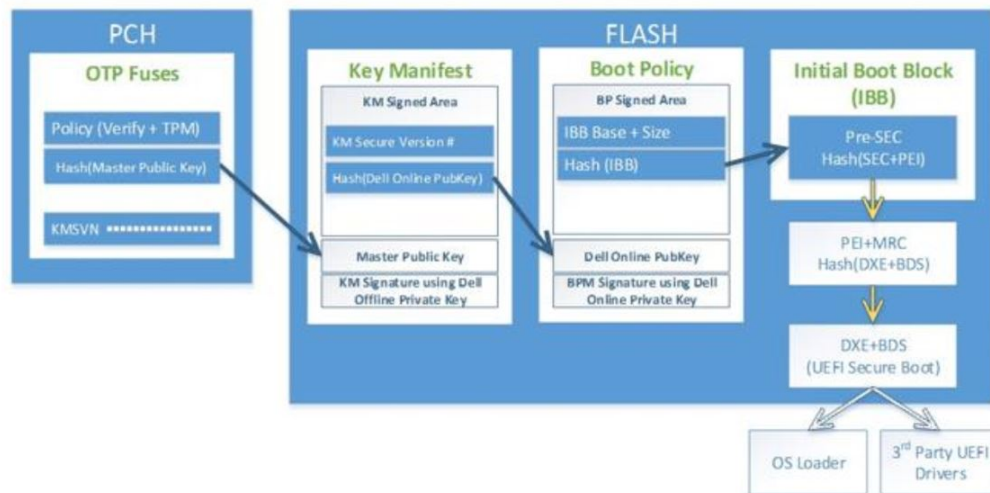 PCH
OTP Fuses
Policy (Verify + TPM)
Hash(Master Public Key)
KMSVN
FLASH
Key Manifest
KM Signed Area
KM Secure Version #
Hash(Dell Online PubKey)
Master Public Key
KM Signature using Dell
Offline Private Key
Boot Policy
BP Signed Area
IBB Base + Size
Hash (IBB)
Dell Online PubKey
BPM Signature using Dell
Online Private Key
Initial Boot Block
(IBB)
Pre-SEC
Hash(SEC+PEI)
PEI+MRC
Hash(DXE+BDS)
DXE+BDS
(UEFI Secure Boot)
OS Loader
3rd Party UEFI
Drivers